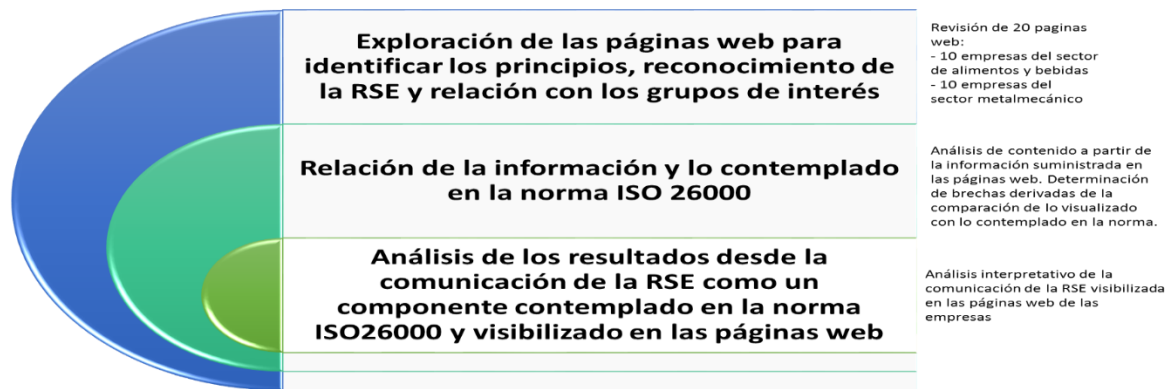 Exploración de las páginas web para
identificar los principios, reconocimiento de
la RSE y relación con los grupos de interés
Revisión de 20 paginas
web:
- 10 empresas del sector
de alimentos y bebidas
- 10 empresas del
sector metalmecánico
Relación de la información y lo contemplado
en la norma ISO 26000
Análisis de contenido a partir de
la información suministrada en
las páginas web. Determinación
de brechas derivadas de la
comparación de lo visualizado
con lo contemplado en la norma.
Análisis de los resultados desde la
comunicación de la RSE como un
componente contemplado en la norma
ISO26000 y visibilizado en las páginas web
Análisis interpretativo de la
comunicación de la RSE visibilizada
en las páginas web de las
empresas